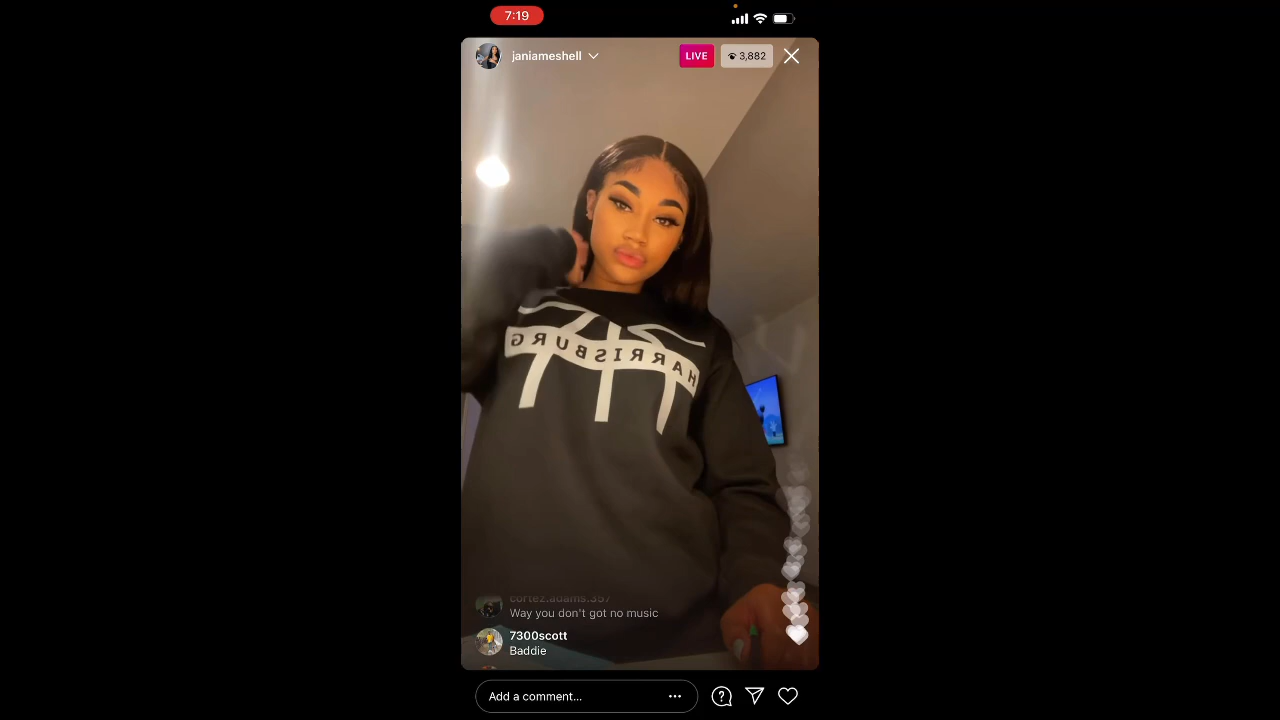 7:19
janiameshell
LIVE
3,882
HARRISBURG
cortez.adams.357
Way you don't got no music
7300scott
Baddie
Add a comment...